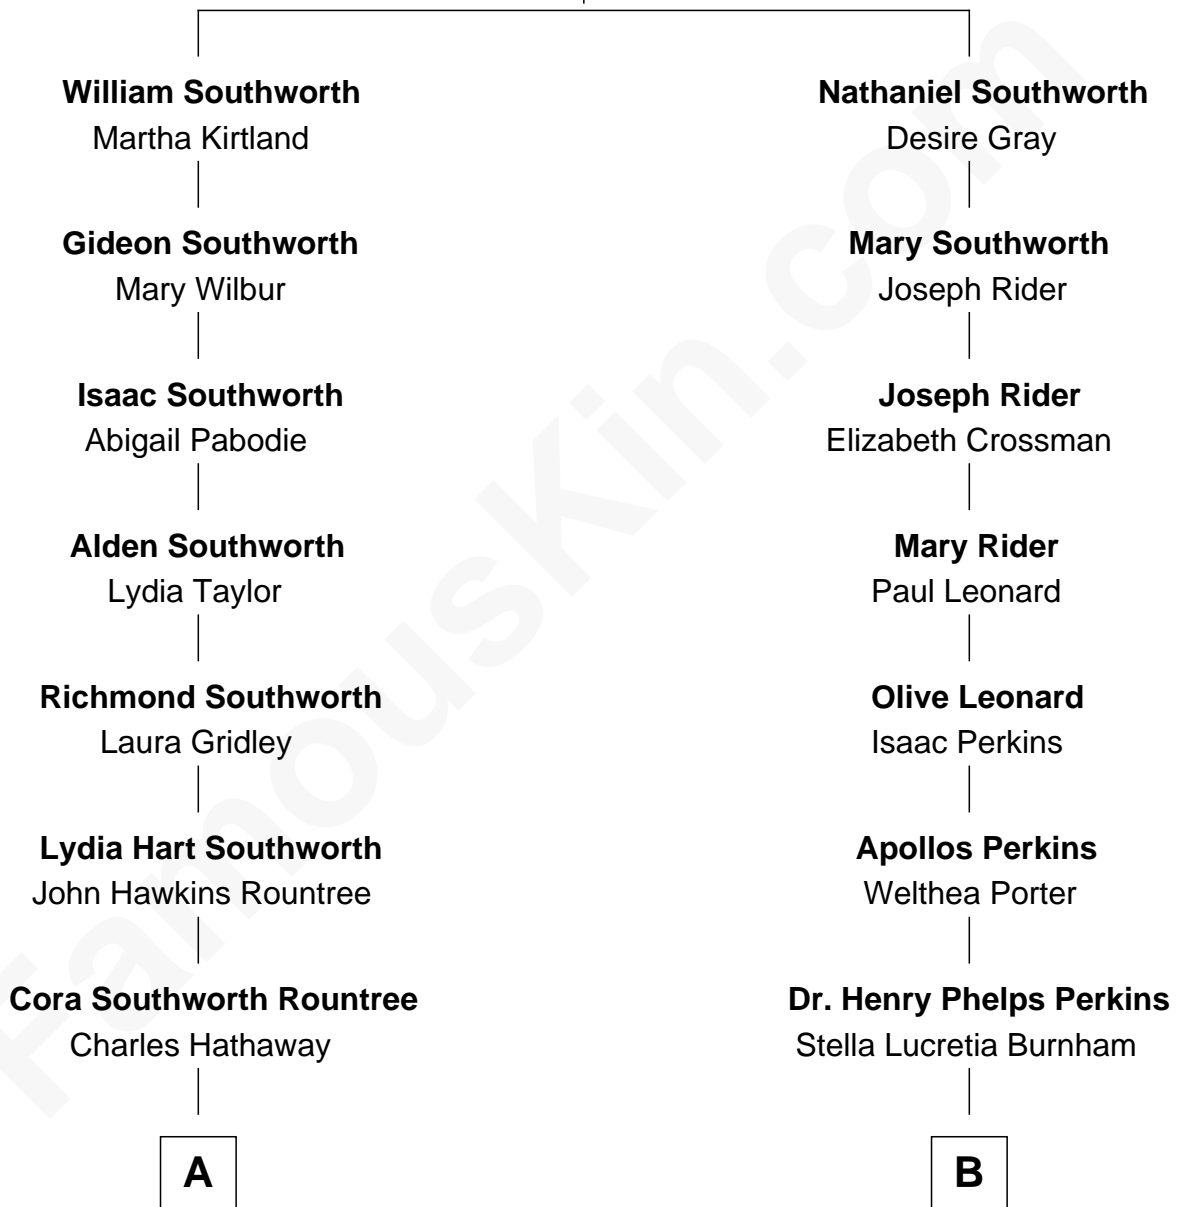 William Southworth
Martha Kirtland
Nathaniel Southworth
Desire Gray
Gideon Southworth
Mary Wilbur
Mary Southworth
Joseph Rider
Isaac Southworth
Abigail Pabodie
Joseph Rider
Elizabeth Crossman
Alden Southworth
Lydia Taylor
Mary Rider
Paul Leonard
Richmond Southworth
Laura Gridley
Olive Leonard
Isaac Perkins
Lydia Hart Southworth
John Hawkins Rountree
Apollos Perkins
Welthea Porter
Cora Southworth Rountree
Charles Hathaway
Dr. Henry Phelps Perkins
Stella Lucretia Burnham
A
B
FamousKin.com